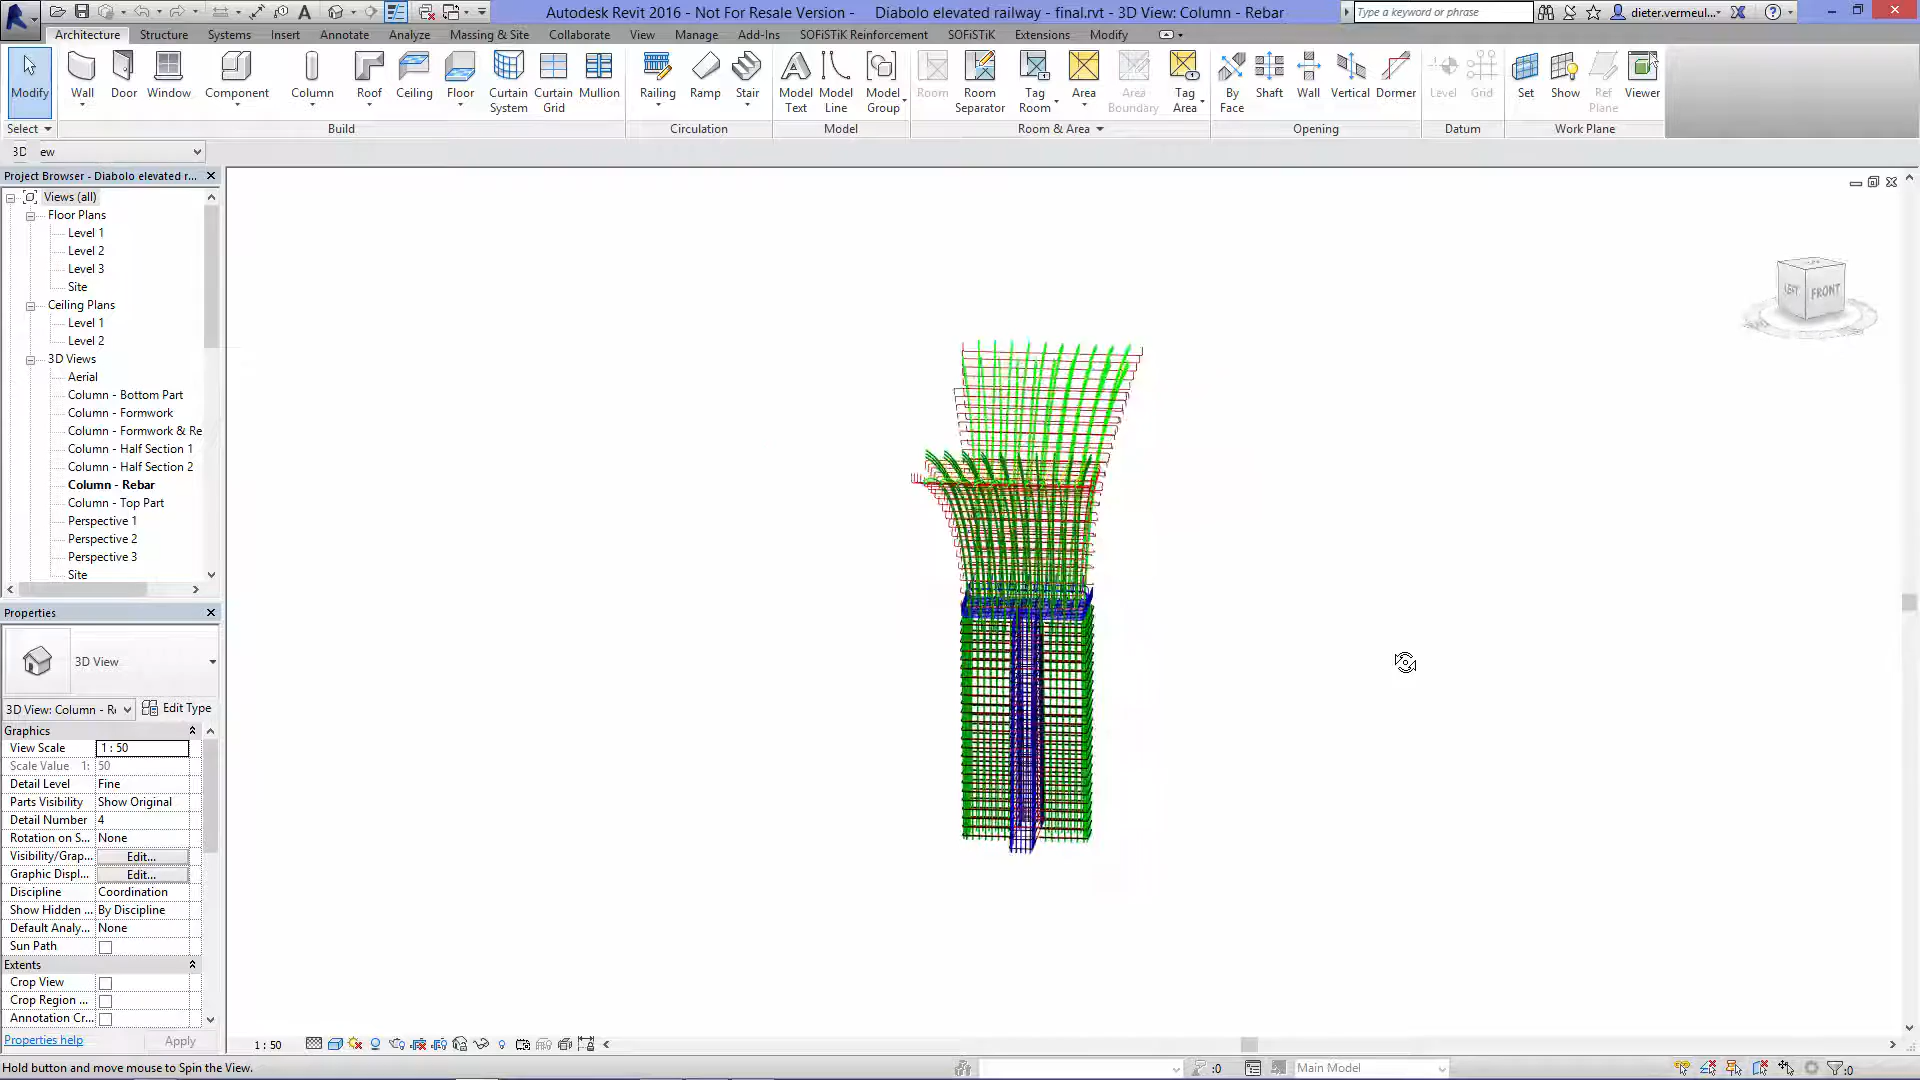 Autodesk Revit 2016 - Not For Resale Version - Diabolo elevated railway - final.rvt - 3D View: Column - Rebar
Type a keyword or phrase
dieter.vermeul...
Architecture Structure Systems Insert Annotate Analyze Massing & Site Collaborate View Manage Add-Ins SOFiSTiK Reinforcement SOFiSTiK Extensions Modify
Modify Wall Door Window Component Column Roof Ceiling Floor Curtain System Curtain Grid Mullion Railing Ramp Stair Model Text Model Line Model Group Room Room Separator Tag Room Area Area Boundary Tag Area By Face Shaft Wall Vertical Dormer Level Grid Set Show Ref Plane Viewer
Select Build Circulation Model Room & Area Opening Datum Work Plane
3D ew
Project Browser - Diabolo elevated r...
Views (all)
Floor Plans
Level 1
Level 2
Level 3
Site
Ceiling Plans
Level 1
Level 2
3D Views
Aerial
Column - Bottom Part
Column - Formwork
Column - Formwork & Re
Column - Half Section 1
Column - Half Section 2
Column - Rebar
Column - Top Part
Perspective 1
Perspective 2
Perspective 3
Site
LEFT FRONT
Properties
3D View
3D View: Column - R
Edit Type
Graphics
View Scale 1 : 50
Scale Value 1: 50
Detail Level Fine
Parts Visibility Show Original
Detail Number 4
Rotation on S... None
Visibility/Grap... Edit...
Graphic Displ... Edit...
Discipline Coordination
Show Hidden ... By Discipline
Default Analy... None
Sun Path
Extents
Crop View
Crop Region ...
Annotation Cr...
Properties help Apply
1 : 50
Hold button and move mouse to Spin the View.
:0
Main Model
:0